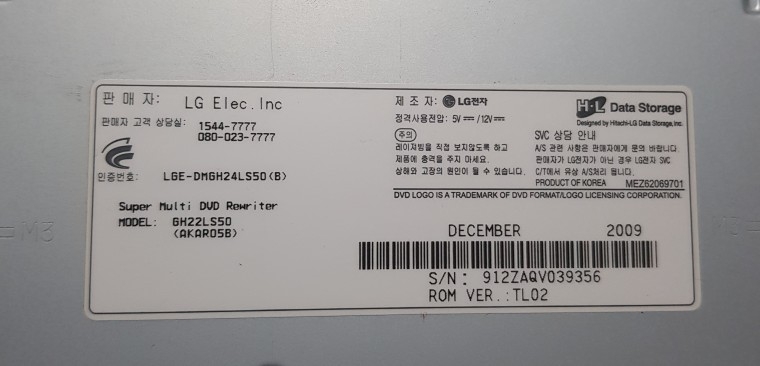 판 매 자: LG Elec.Inc
판매자 고객 상담실: 1544-7777
080-023-7777
인증번호: LGE-DMGH24LS50(B)
Super Multi DVD Rewriter
MODEL: GH22LS50
(AKAR05B)
제 조 자: LG전자
정격사용전압: 5V ⎓ /12V ⎓
주의
레이저빔을 직접 보지않도록 하고
제품에 충격을 주지 마세요.
상해와 고장의 원인이 될 수 있습니다.
H·L Data Storage
Designed by Hitachi-LG Data Storage,Inc.
SVC 상담 안내
A/S 관련 사항은 판매자에게 문의 바랍니다.
판매자가 LG전자가 아닌 경우 LG전자 SVC
C/T에서 유상 A/S처리 됩니다.
PRODUCT OF KOREA MEZ62069701
DVD LOGO IS A TRADEMARK OF DVD FORMAT/LOGO LICENSING CORPORATION.
DECEMBER 2009
S/N: 912ZAQV039356
ROM VER.:TL02
M3
M3